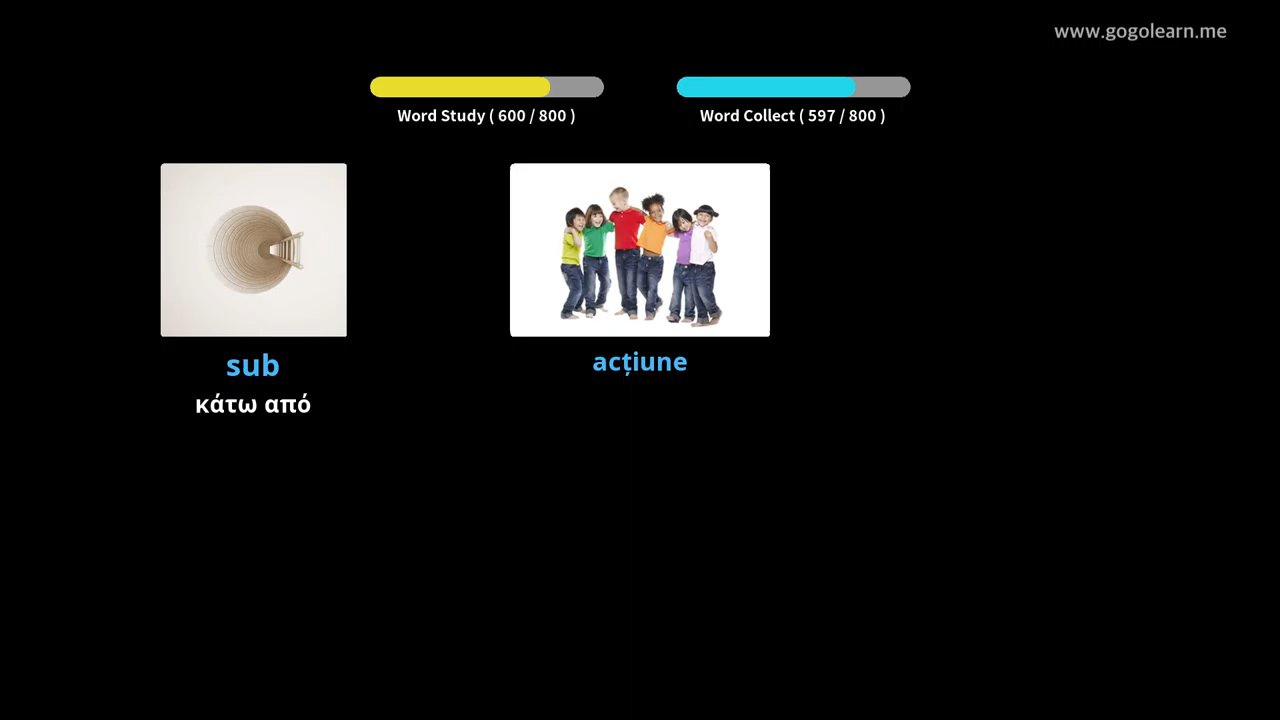 www.gogolearn.me
Word Study ( 600 / 800 )
Word Collect ( 597 / 800 )
sub
κάτω από
acțiune